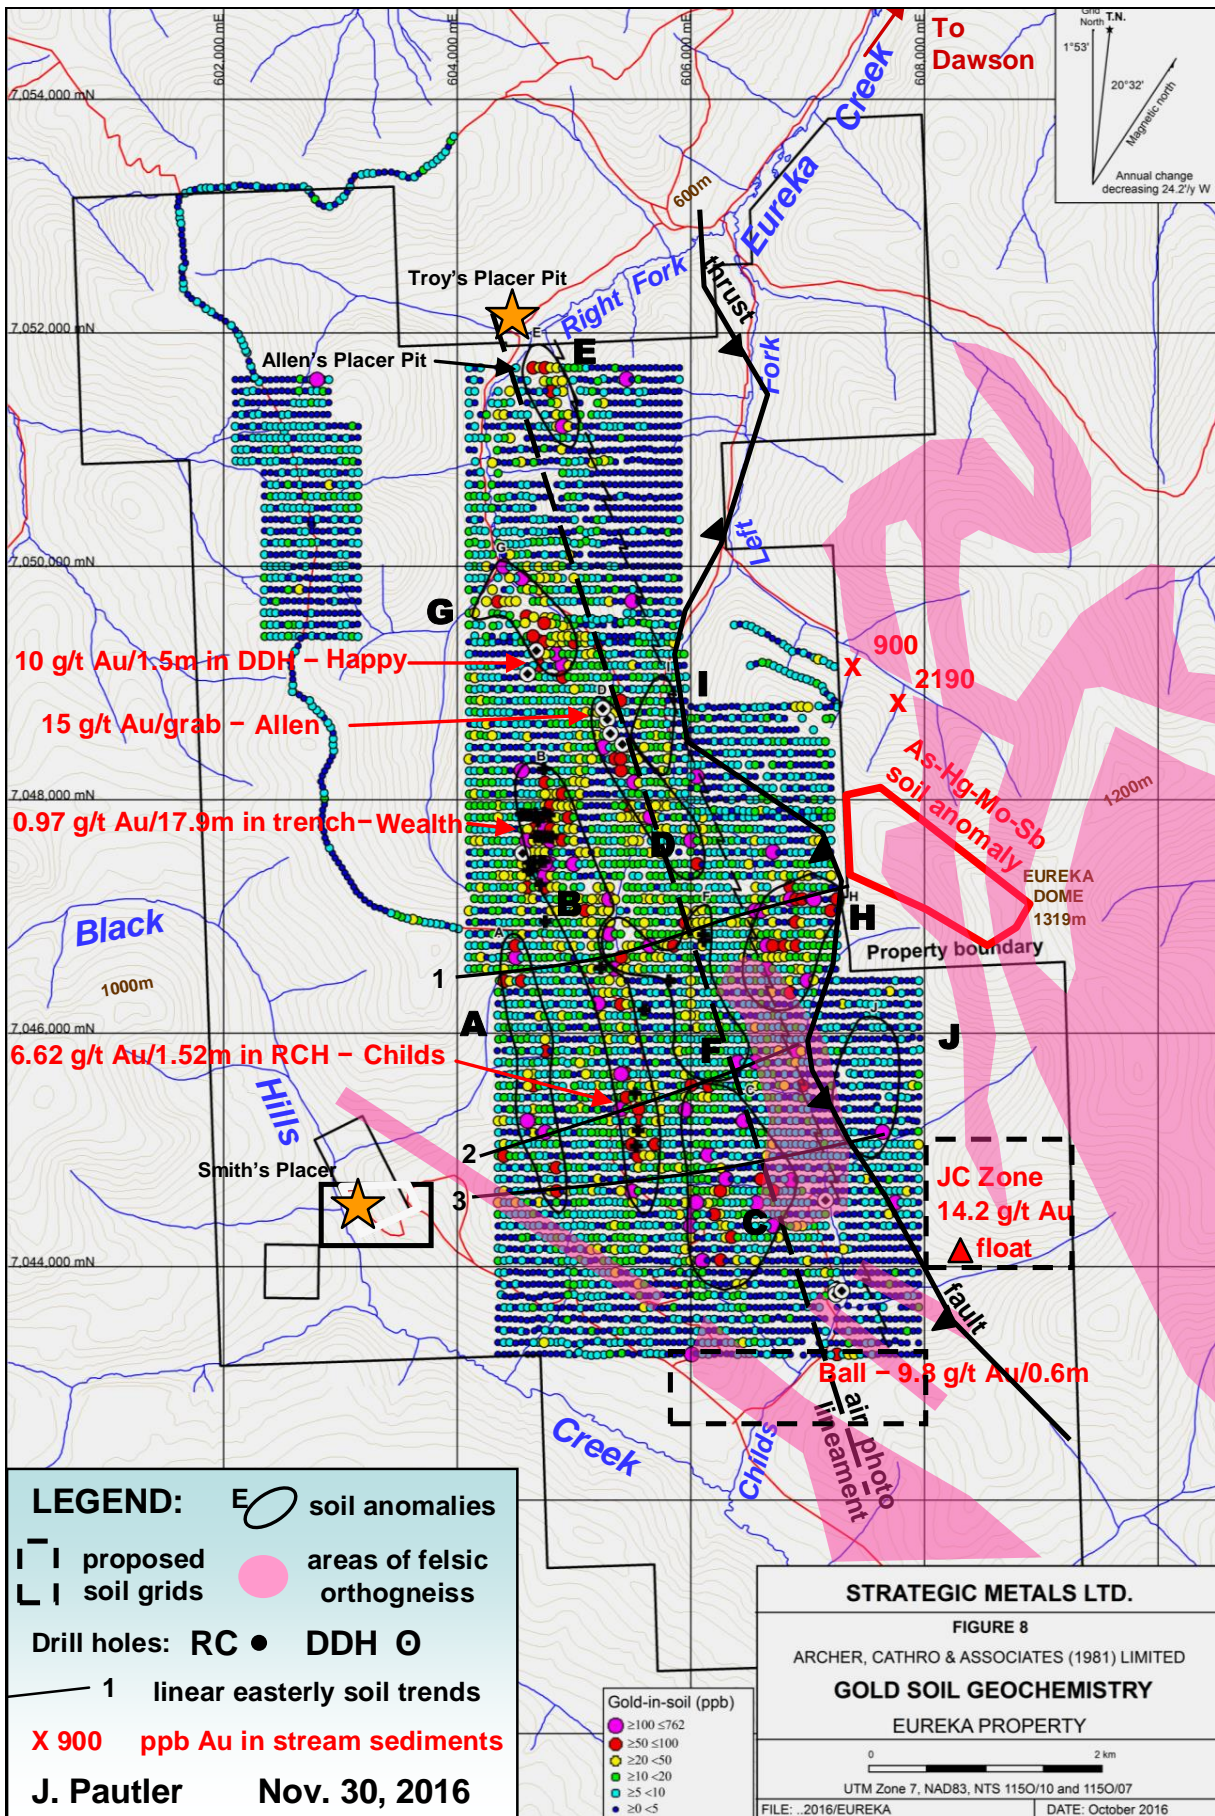 602,000 mE
604,000 mE
606,000 mE
608,000 mE
To
Dawson
Grid
North
T.N.
1°53'
20°32'
Magnetic north
Annual change
decreasing 24.2'/y W
7,054,000 mN
Eureka Creek
600m
Troy's Placer Pit
Right Fork
thrust
7,052,000 mN
E
E
Allen's Placer Pit
Left Fork
7,050,000 mN
G
G
10 g/t Au/1.5m in DDH – Happy
X 900
X 2190
I
I
15 g/t Au/grab – Allen
D
As-Hg-Mo-Sb
soil anomaly
B
7,048,000 mN
1200m
0.97 g/t Au/17.9m in trench – Wealth
D
EUREKA
DOME
1319m
B
F
H
H
Black
A
Property boundary
1
1000m
7,046,000 mN
A
J
J
6.62 g/t Au/1.52m in RCH – Childs
F
C
Hills
2
Smith's Placer
3
JC Zone
14.2 g/t Au
float
C
7,044,000 mN
fault
Ball – 9.8 g/t Au/0.6m
air photo
lineament
Creek
Childs
LEGEND:
E soil anomalies
proposed
soil grids
areas of felsic
orthogneiss
Drill holes: RC DDH
1 linear easterly soil trends
X 900 ppb Au in stream sediments
J. Pautler Nov. 30, 2016
Gold-in-soil (ppb)
≥100 ≤762
≥50 ≤100
≥20 <50
≥10 <20
≥5 <10
≥0 <5
STRATEGIC METALS LTD.
FIGURE 8
ARCHER, CATHRO & ASSOCIATES (1981) LIMITED
GOLD SOIL GEOCHEMISTRY
EUREKA PROPERTY
0 2 km
UTM Zone 7, NAD83, NTS 115O/10 and 115O/07
FILE: ..2016/EUREKA
DATE: October 2016